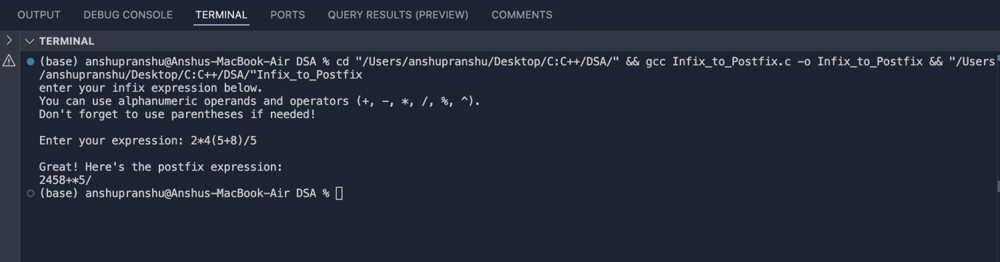 OUTPUT DEBUG CONSOLE TERMINAL PORTS QUERY RESULTS (PREVIEW) COMMENTS
TERMINAL
(base) anshupranshu@Anshus-MacBook-Air DSA % cd "/Users/anshupranshu/Desktop/C:C++/DSA/" && gcc Infix_to_Postfix.c -o Infix_to_Postfix && "/Users
/anshupranshu/Desktop/C:C++/DSA/"Infix_to_Postfix
enter your infix expression below.
You can use alphanumeric operands and operators (+, -, *, /, %, ^).
Don't forget to use parentheses if needed!
Enter your expression: 2*4(5+8)/5
Great! Here's the postfix expression:
2458+*5/
(base) anshupranshu@Anshus-MacBook-Air DSA %